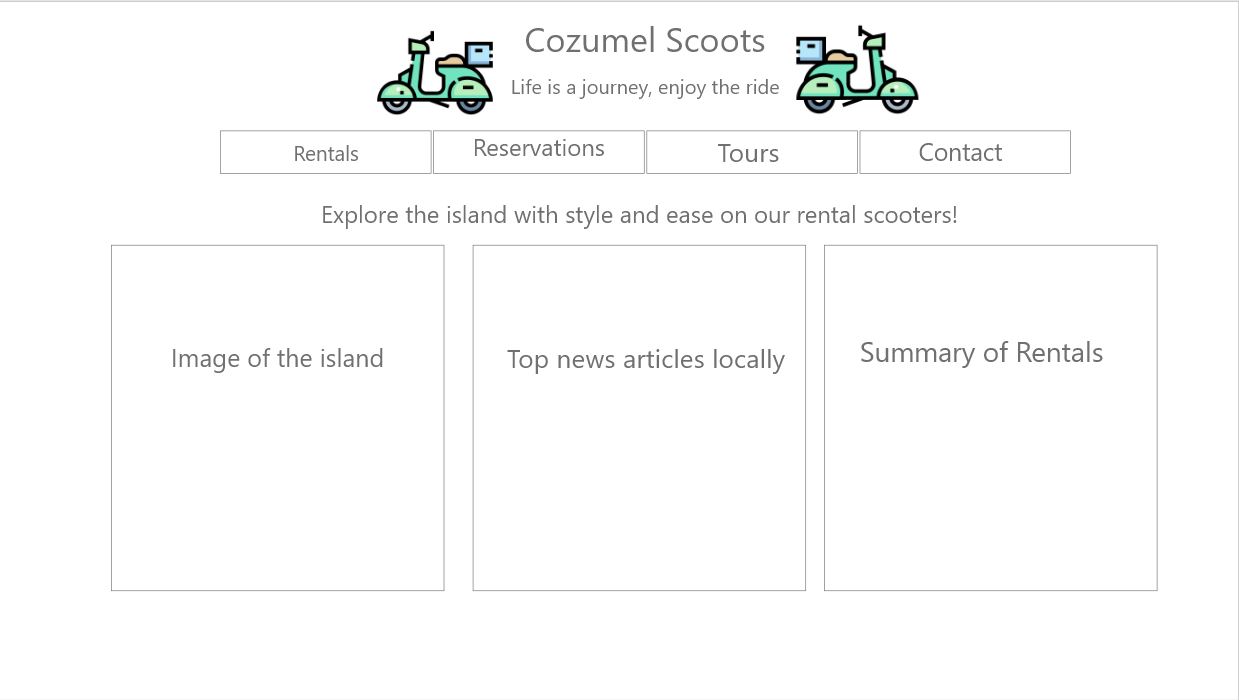 Cozumel Scoots
Life is a journey, enjoy the ride
Rentals
Reservations
Tours
Contact
Explore the island with style and ease on our rental scooters!
Image of the island
Top news articles locally
Summary of Rentals